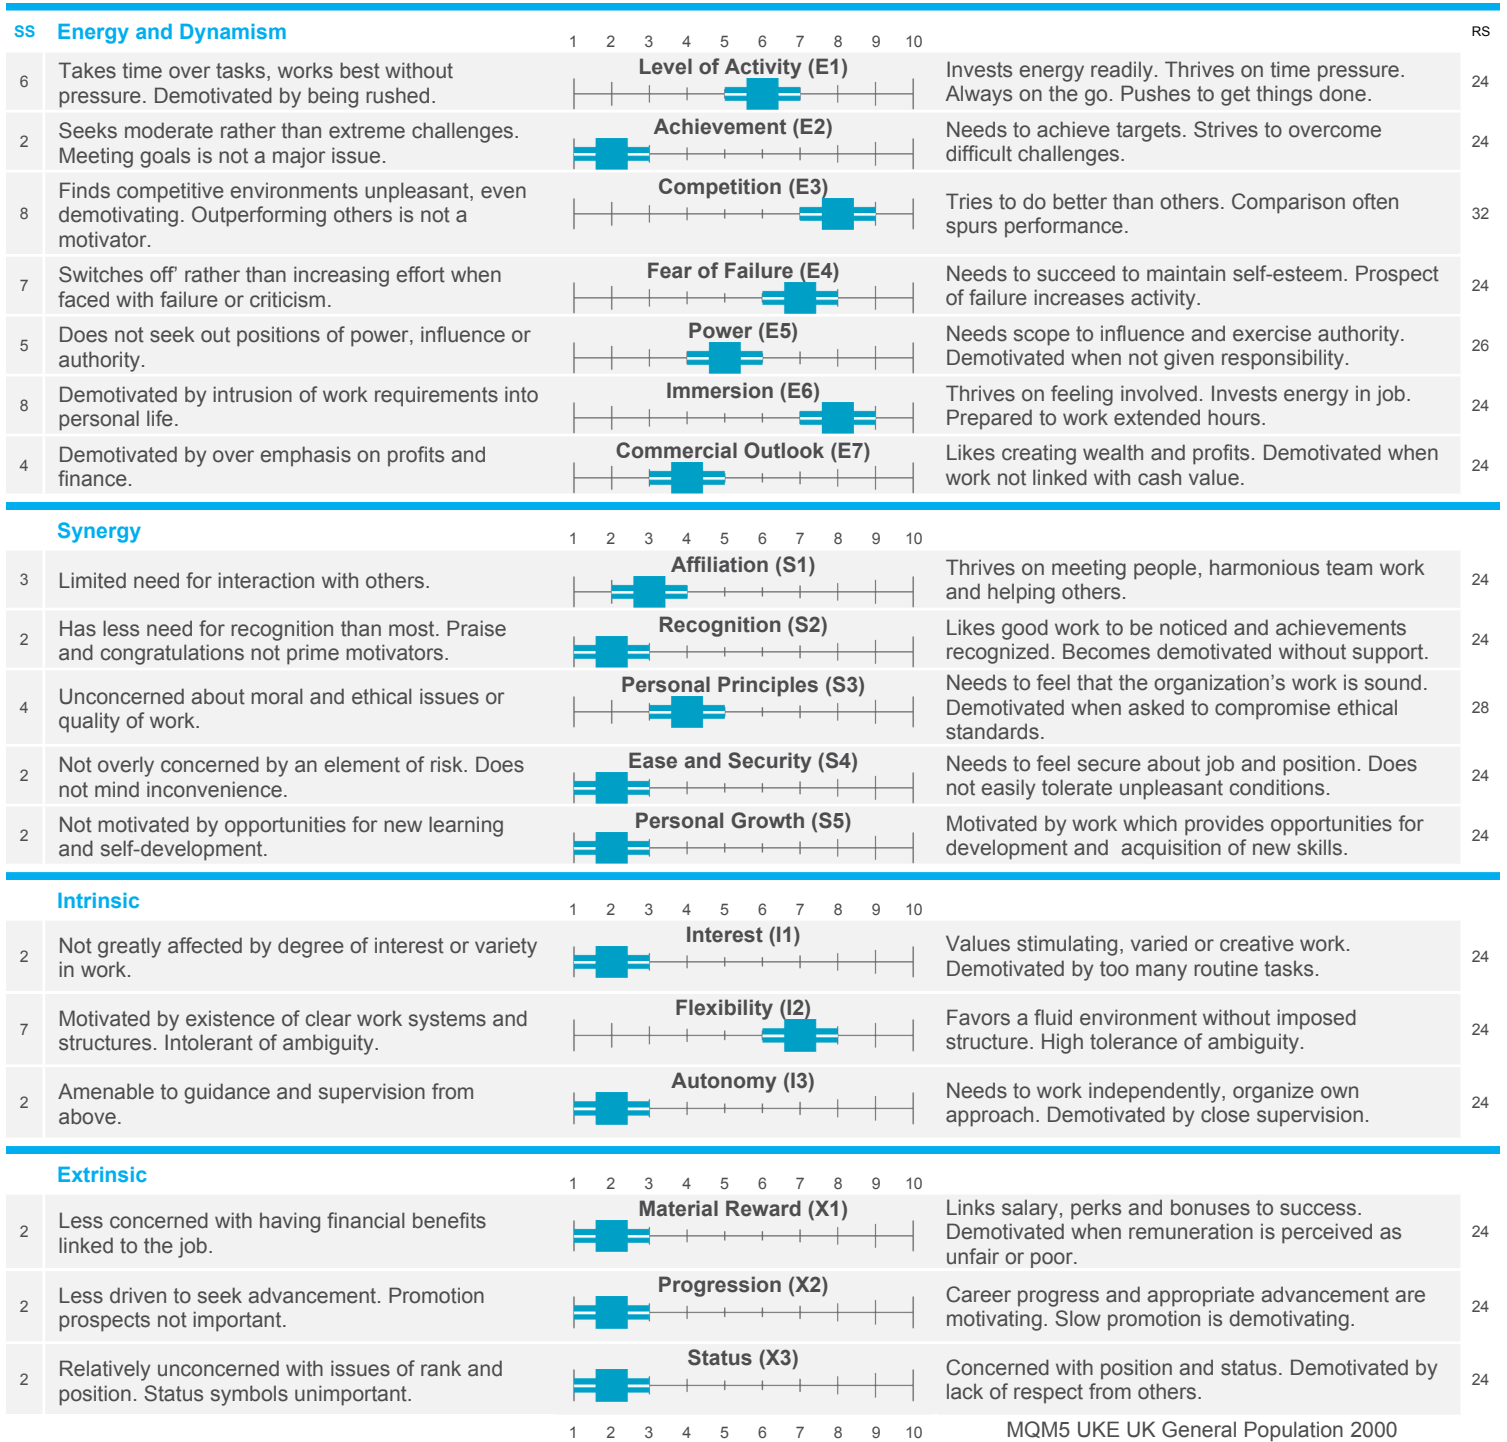 SS Energy and Dynamism 1 2 3 4 5 6 7 8 9 10 RS
6 Takes time over tasks, works best without
pressure. Demotivated by being rushed.
Level of Activity (E1)
Invests energy readily. Thrives on time pressure.
Always on the go. Pushes to get things done.
24
2 Seeks moderate rather than extreme challenges.
Meeting goals is not a major issue.
Achievement (E2)
Needs to achieve targets. Strives to overcome
difficult challenges.
24
8 Finds competitive environments unpleasant, even
demotivating. Outperforming others is not a
motivator.
Competition (E3)
Tries to do better than others. Comparison often
spurs performance.
32
7 Switches off’ rather than increasing effort when
faced with failure or criticism.
Fear of Failure (E4)
Needs to succeed to maintain self-esteem. Prospect
of failure increases activity.
24
5 Does not seek out positions of power, influence or
authority.
Power (E5)
Needs scope to influence and exercise authority.
Demotivated when not given responsibility.
26
8 Demotivated by intrusion of work requirements into
personal life.
Immersion (E6)
Thrives on feeling involved. Invests energy in job.
Prepared to work extended hours.
24
4 Demotivated by over emphasis on profits and
finance.
Commercial Outlook (E7)
Likes creating wealth and profits. Demotivated when
work not linked with cash value.
24
Synergy 1 2 3 4 5 6 7 8 9 10
3 Limited need for interaction with others.
Affiliation (S1)
Thrives on meeting people, harmonious team work
and helping others.
24
2 Has less need for recognition than most. Praise
and congratulations not prime motivators.
Recognition (S2)
Likes good work to be noticed and achievements
recognized. Becomes demotivated without support.
24
4 Unconcerned about moral and ethical issues or
quality of work.
Personal Principles (S3)
Needs to feel that the organization’s work is sound.
Demotivated when asked to compromise ethical
standards.
28
2 Not overly concerned by an element of risk. Does
not mind inconvenience.
Ease and Security (S4)
Needs to feel secure about job and position. Does
not easily tolerate unpleasant conditions.
24
2 Not motivated by opportunities for new learning
and self-development.
Personal Growth (S5)
Motivated by work which provides opportunities for
development and acquisition of new skills.
24
Intrinsic 1 2 3 4 5 6 7 8 9 10
2 Not greatly affected by degree of interest or variety
in work.
Interest (I1)
Values stimulating, varied or creative work.
Demotivated by too many routine tasks.
24
7 Motivated by existence of clear work systems and
structures. Intolerant of ambiguity.
Flexibility (I2)
Favors a fluid environment without imposed
structure. High tolerance of ambiguity.
24
2 Amenable to guidance and supervision from
above.
Autonomy (I3)
Needs to work independently, organize own
approach. Demotivated by close supervision.
24
Extrinsic 1 2 3 4 5 6 7 8 9 10
2 Less concerned with having financial benefits
linked to the job.
Material Reward (X1)
Links salary, perks and bonuses to success.
Demotivated when remuneration is perceived as
unfair or poor.
24
2 Less driven to seek advancement. Promotion
prospects not important.
Progression (X2)
Career progress and appropriate advancement are
motivating. Slow promotion is demotivating.
24
2 Relatively unconcerned with issues of rank and
position. Status symbols unimportant.
Status (X3)
Concerned with position and status. Demotivated by
lack of respect from others.
24
1 2 3 4 5 6 7 8 9 10 MQM5 UKE UK General Population 2000